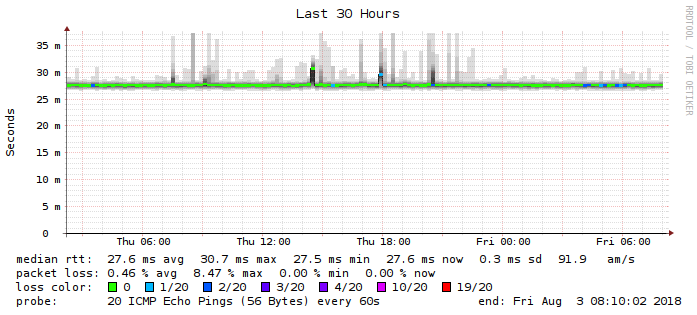 Last 30 Hours
RRDTOOL / TOBI OETIKER
Seconds
35 m
30 m
25 m
20 m
15 m
10 m
5 m
0
Thu 06:00 Thu 12:00 Thu 18:00 Fri 00:00 Fri 06:00
median rtt: 27.6 ms avg 30.7 ms max 27.5 ms min 27.6 ms now 0.3 ms sd 91.9 am/s
packet loss: 0.46 % avg 8.47 % max 0.00 % min 0.00 % now
loss color: 0 1/20 2/20 3/20 4/20 10/20 19/20
probe: 20 ICMP Echo Pings (56 Bytes) every 60s end: Fri Aug 3 08:10:02 2018